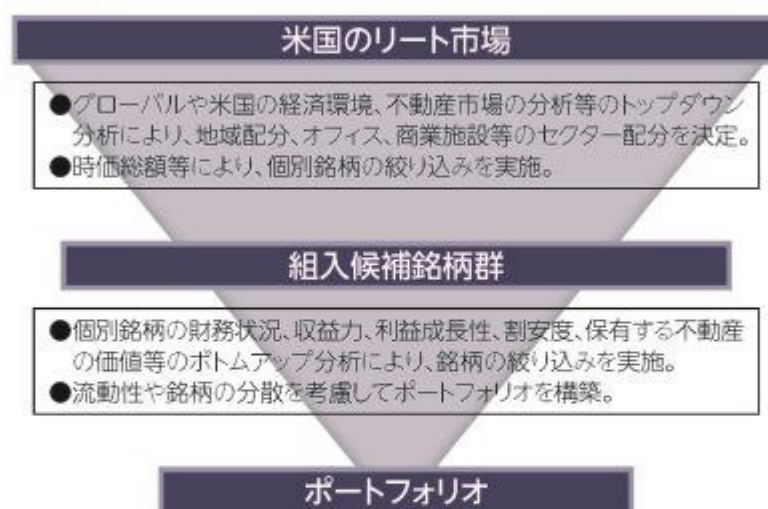 米国のリート市場
●グローバルや米国の経済環境、不動産市場の分析等のトップダウン
分析により、地域配分、オフィス、商業施設等のセクター配分を決定。
●時価総額等により、個別銘柄の絞り込みを実施。
組入候補銘柄群
●個別銘柄の財務状況、収益力、利益成長性、割安度、保有する不動産
の価値等のボトムアップ分析により、銘柄の絞り込みを実施。
●流動性や銘柄の分散を考慮してポートフォリオを構築。
ポートフォリオ